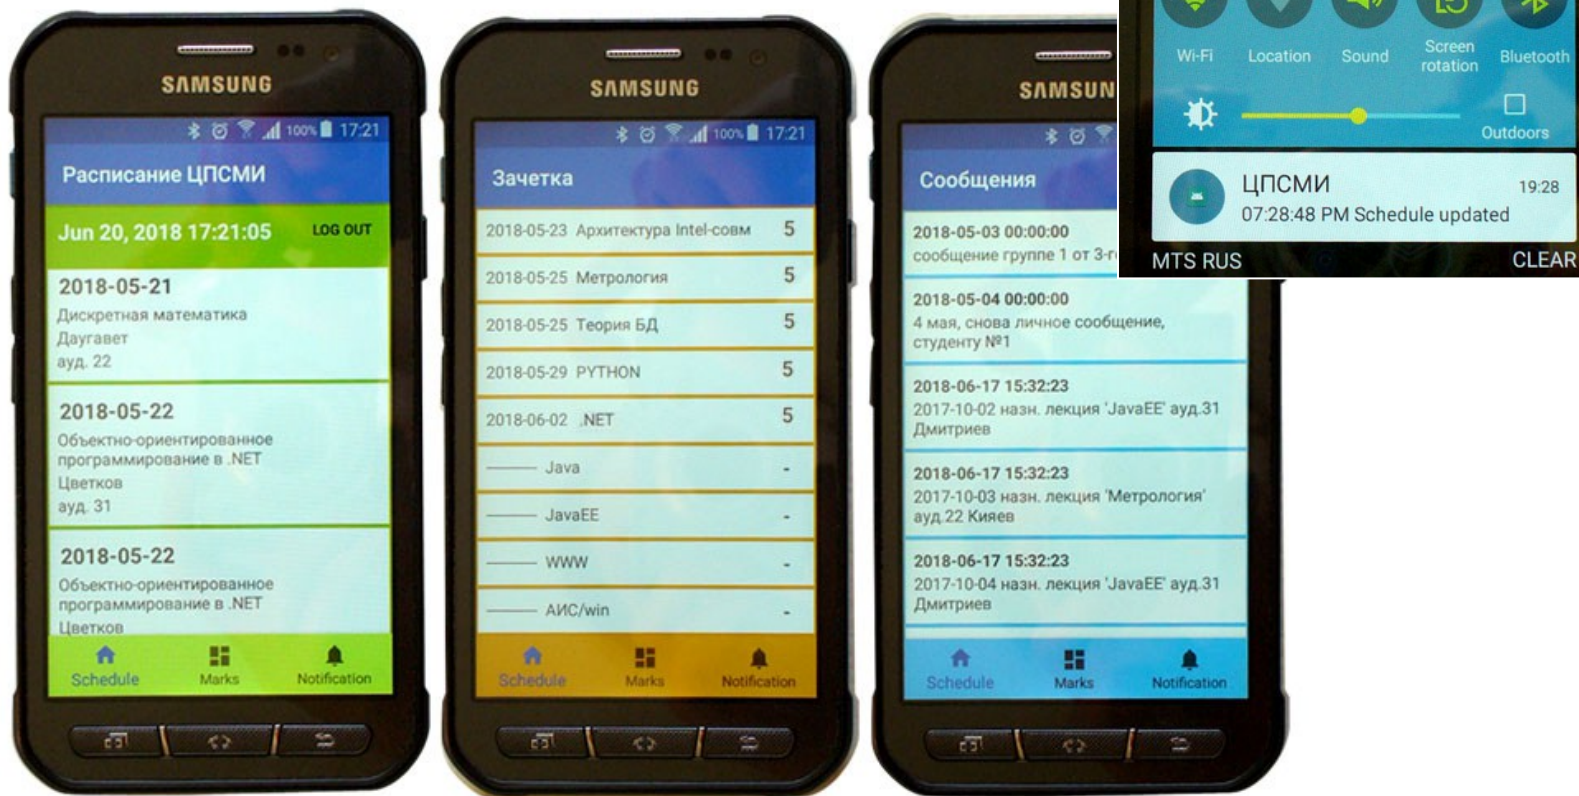 SAMSUNG
100% 17:21
Расписание ЦПСМИ
Jun 20, 2018 17:21:05 LOG OUT
2018-05-21
Дискретная математика
Даугавет
ауд. 22
2018-05-22
Объектно-ориентированное
программирование в .NET
Цветков
ауд. 31
2018-05-22
Объектно-ориентированное
программирование в .NET
Цветков
Schedule Marks Notification
SAMSUNG
100% 17:21
Зачетка
2018-05-23 Архитектура Intel-совм 5
2018-05-25 Метрология 5
2018-05-25 Теория БД 5
2018-05-29 PYTHON 5
2018-06-02 .NET 5
——— Java -
——— JavaEE -
——— WWW -
——— АИС/win -
Schedule Marks Notification
SAMSUN
Сообщения
2018-05-03 00:00:00
сообщение группе 1 от 3-г
2018-05-04 00:00:00
4 мая, снова личное сообщение,
студенту №1
2018-06-17 15:32:23
2017-10-02 назн. лекция 'JavaEE' ауд.31
Дмитриев
2018-06-17 15:32:23
2017-10-03 назн. лекция 'Метрология'
ауд.22 Кияев
2018-06-17 15:32:23
2017-10-04 назн. лекция 'JavaEE' ауд.31
Дмитриев
Schedule Marks Notification
Wi-Fi Location Sound Screen rotation Bluetooth
Outdoors
ЦПСМИ 19:28
07:28:48 PM Schedule updated
MTS RUS CLEAR